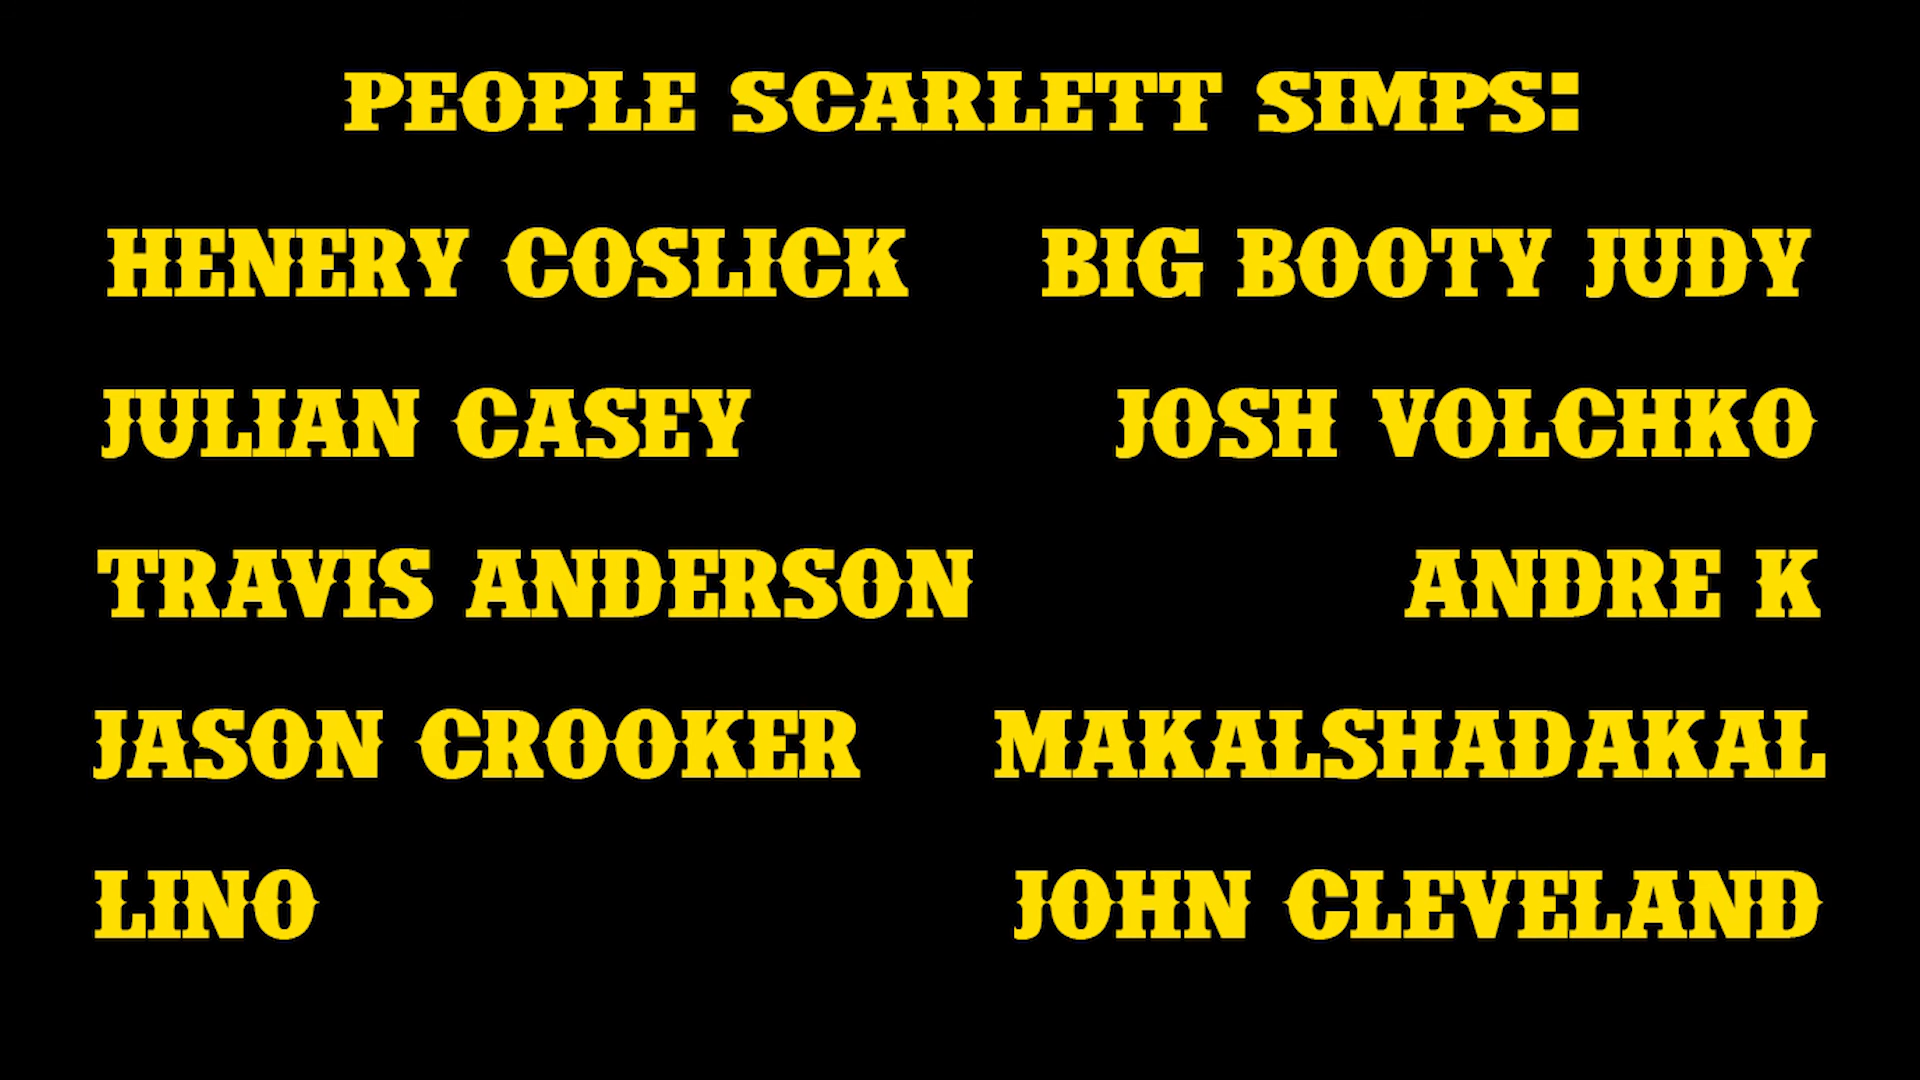 PEOPLE SCARLETT SIMPS:
HENERY COSLICK BIG BOOTY JUDY
JULIAN CASEY JOSH VOLCHKO
TRAVIS ANDERSON ANDRE K
JASON CROOKER MAKALSHADAKAL
LINO JOHN CLEVELAND